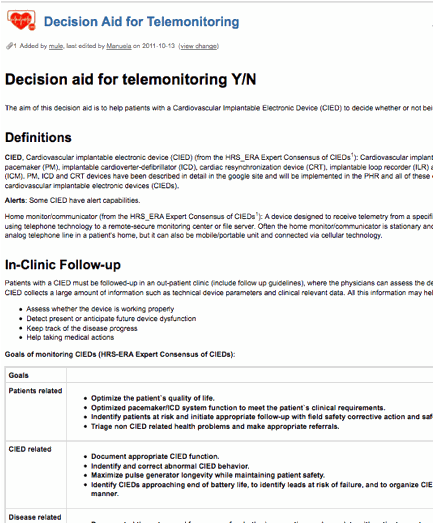 Decision Aid for Telemonitoring
1 Added by mule, last edited by Manuela on 2011-10-13 (view change)
Decision aid for telemonitoring Y/N
The aim of this decision aid is to help patients with a Cardiovascular Implantable Electronic Device (CIED) to decide whether or not bei
Definitions
CIED, Cardiovascular implantable electronic device (CIED) (from the HRS_ERA Expert Consensus of CIEDs1): Cardiovascular implant
pacemaker (PM), implantable cardioverter-defibrillator (ICD), cardiac resynchronization device (CRT), implantable loop recorder (ILR) a
(ICM). PM, ICD and CRT devices have been described in detail in the google site and will be implemented in the PHR and all of these
cardiovascular implantable electronic devices (CIEDs).
Alerts: Some CIED have alert capabilities.
Home monitor/communicator (from the HRS_ERA Expert Consensus of CIEDs1): A device designed to receive telemetry from a specifi
using telephone technology to a remote-secure monitoring center or file server. Often the home monitor/communicator is stationary and
analog telephone line in a patient's home, but it can also be mobile/portable unit and connected via cellular technology.
In-Clinic Follow-up
Patients with a CIED must be followed-up in an out-patient clinic (include follow up guidelines), where the physicians can assess the de
CIED collects a large amount of information such as technical device parameters and clinical relevant data. All this information may hel
• Assess whether the device is working properly
• Detect present or anticipate future device dysfunction
• Keep track of the disease progress
• Help taking medical actions
Goals of monitoring CIEDs (HRS-ERA Expert Consensus of CIEDs):
Goals
Patients related
• Optimize the patient`s quality of life.
• Optimized pacemaker/ICD system function to meet the patient`s clinical requirements.
• Indentify patients at risk and initiate appropriate follow-up with field safety corrective action and saf
• Triage non CIED related health problems and make appropriate referrals.
CIED related
• Document appropriate CIED function.
• Indentify and correct abnormal CIED behavior.
• Maximize pulse generator longevity while maintaining patient safety.
• Identify CIEDs approaching end of battery life, to identify leads at risk of failure, and to organize CIE
manner.
Disease related